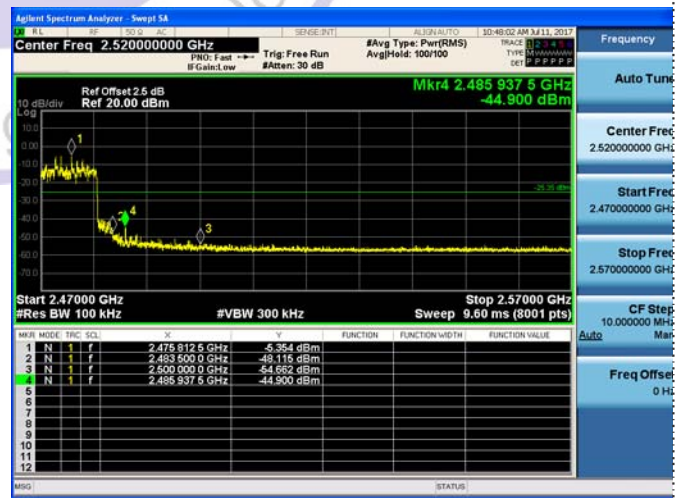 Agilent Spectrum Analyzer - Swept SA
RL RF 50 Ω AC SENSE:INT ALIGN AUTO 10:48:02 AM Jul 11, 2017
Center Freq 2.520000000 GHz
PNO: Fast
IFGain:Low
Trig: Free Run
#Atten: 30 dB
#Avg Type: Pwr(RMS)
Avg|Hold: 100/100
TRACE 1 2 3 4 5 6
TYPE
DET P P P P P P
Mkr4 2.485 937 5 GHz
-44.900 dBm
Ref Offset 2.5 dB
10 dB/div Ref 20.00 dBm
Log
10.0
0.00
-10.0
-20.0
-30.0
-40.0
-50.0
-60.0
-70.0
1
4
3
-25.35 dBm
Start 2.47000 GHz Stop 2.57000 GHz
#Res BW 100 kHz #VBW 300 kHz Sweep 9.60 ms (8001 pts)
MKR MODE TRC SCL X Y FUNCTION FUNCTION WIDTH FUNCTION VALUE
1 N 1 f 2.475 812 5 GHz -5.354 dBm
2 N 1 f 2.483 500 0 GHz -48.115 dBm
3 N 1 f 2.500 000 0 GHz -54.662 dBm
4 N 1 f 2.485 937 5 GHz -44.900 dBm
5
6
7
8
9
10
11
12
MSG STATUS
Frequency
Auto Tune
Center Freq
2.520000000 GHz
Start Freq
2.470000000 GHz
Stop Freq
2.570000000 GHz
CF Step
10.000000 MHz
Auto Man
Freq Offset
0 Hz